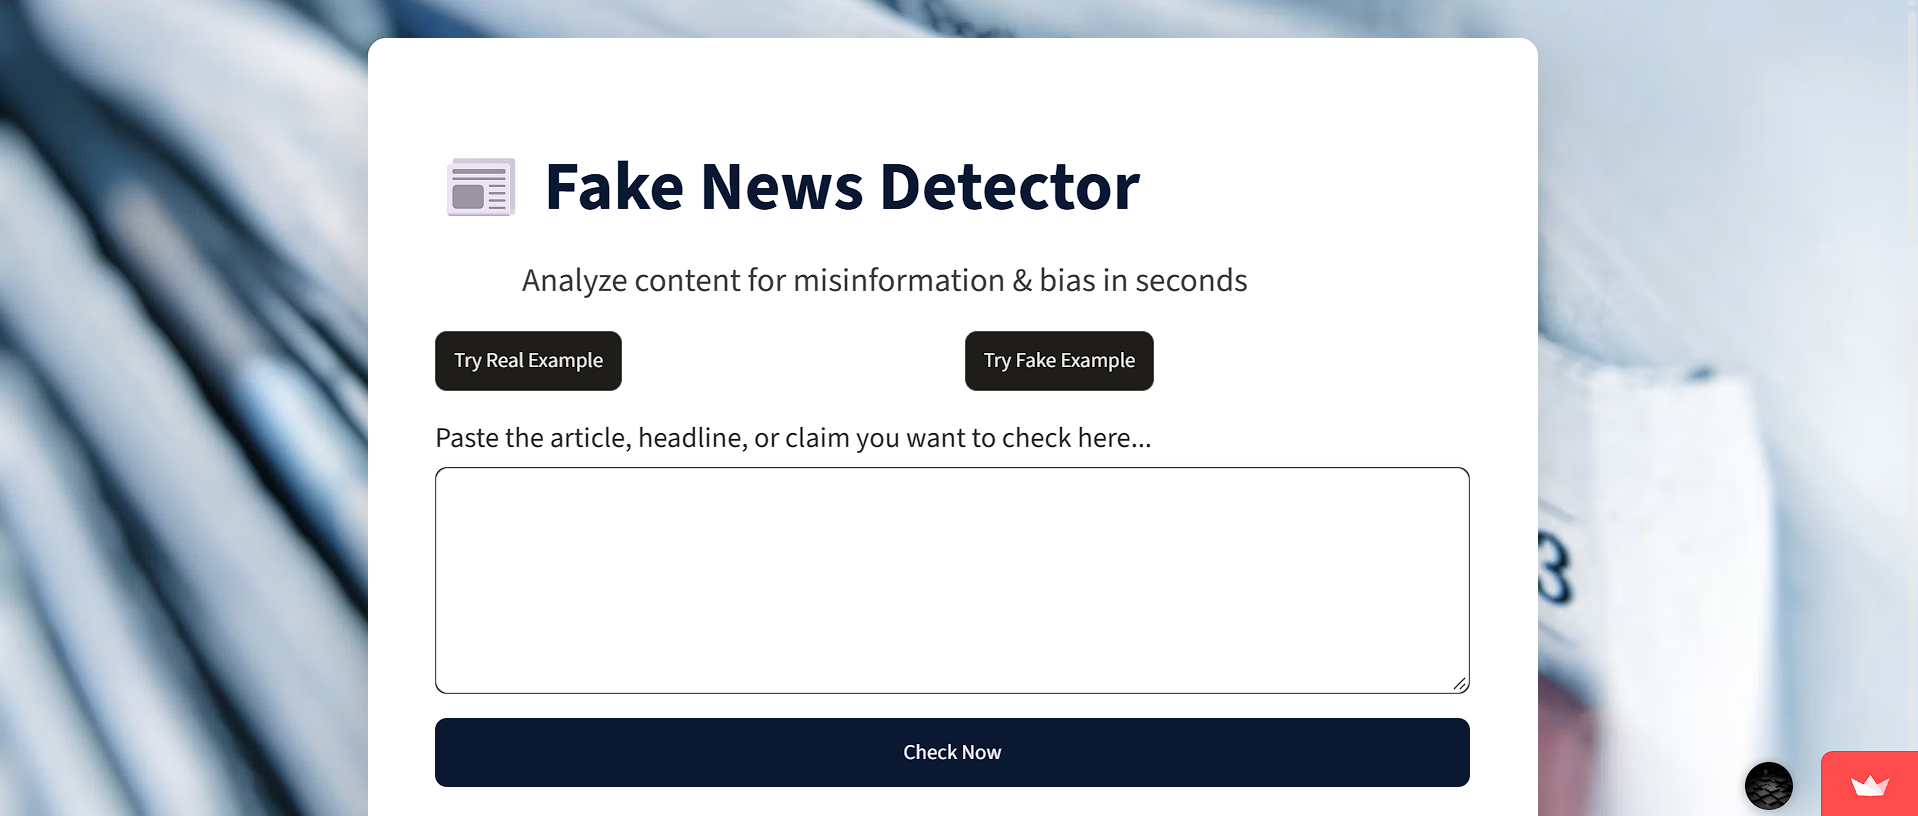 Fake News Detector
Analyze content for misinformation & bias in seconds
Try Real Example
Try Fake Example
Paste the article, headline, or claim you want to check here...
Check Now
3